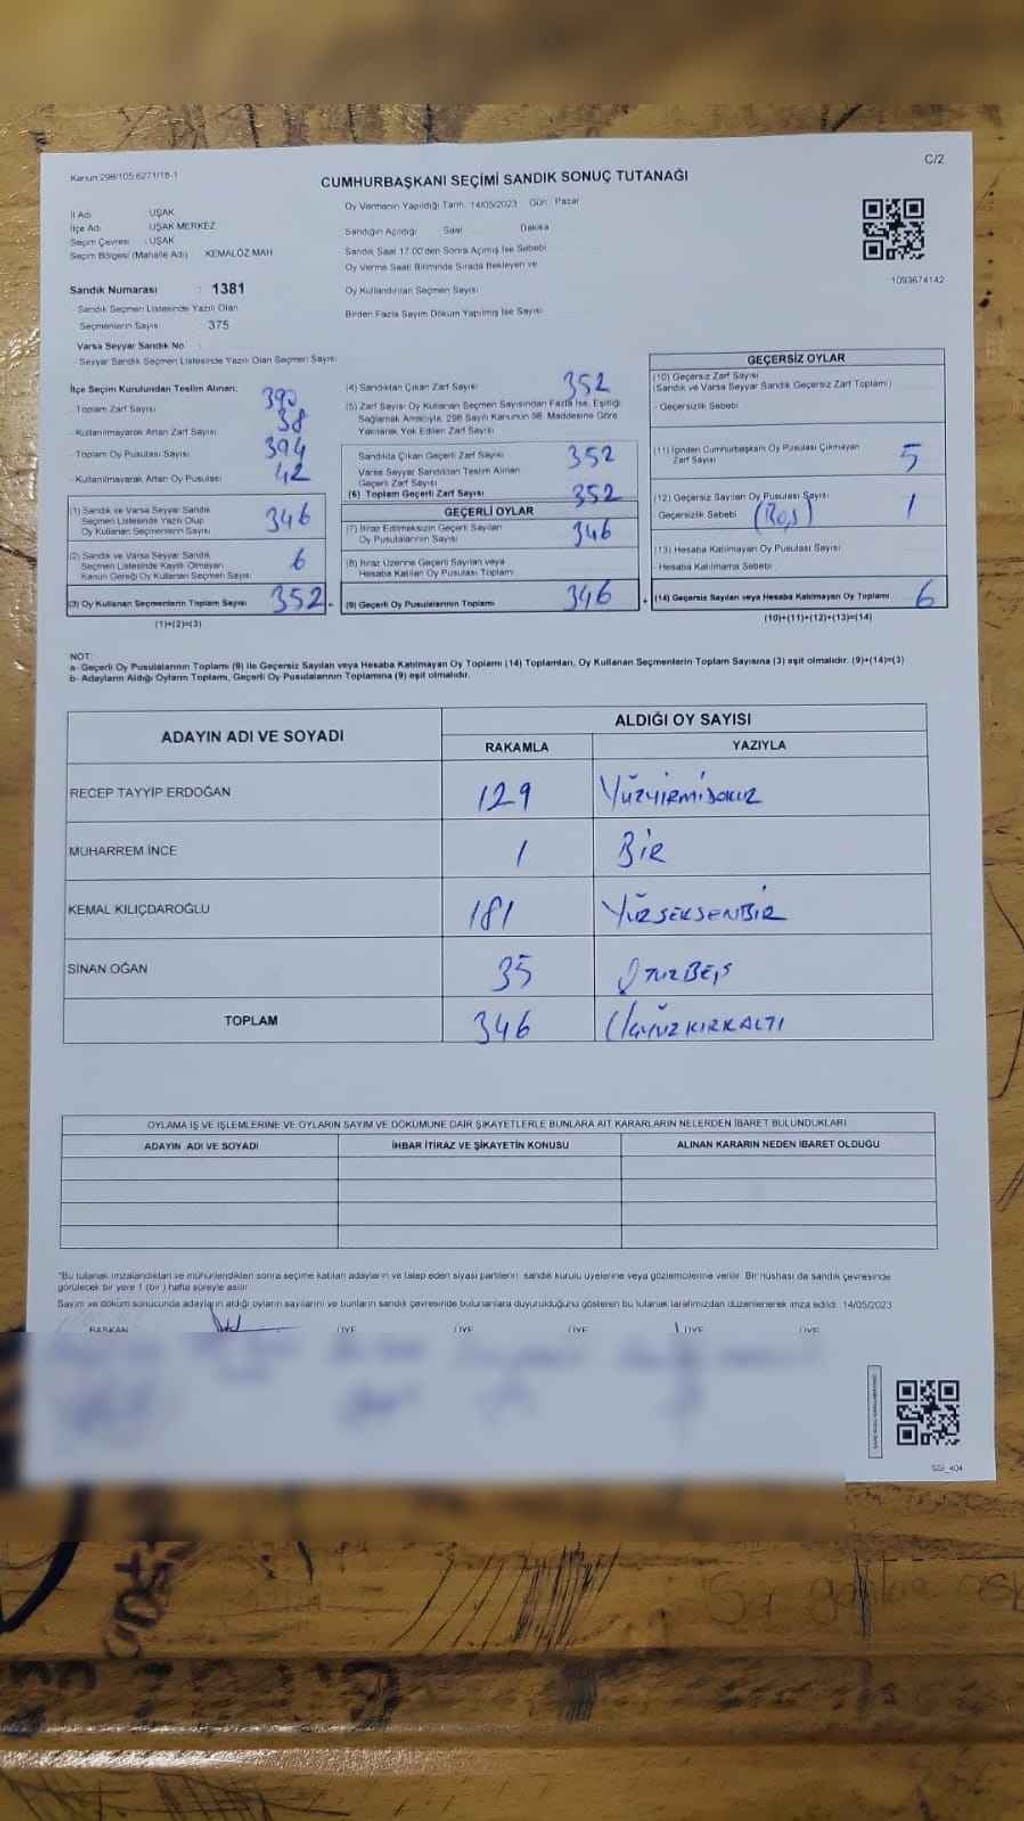 C/2
Kanun 298/105 6271/18-1
CUMHURBAŞKANI SEÇİMİ SANDIK SONUÇ TUTANAĞI
Oy Vermenin Yapıldığı Tarih: 14/05/2023 Gün: Pazar
İl Adı UŞAK
İlçe Adı UŞAK MERKEZ
Seçim Çevresi : UŞAK
Seçim Bölgesi (Mahalle Adı) KEMALÖZ MAH
Sandığın Açıldığı Saat Dakika
Sandık Saat 17.00'den Sonra Açılmış İse Sebebi
Oy Verme Saati Bitiminde Sırada Bekleyen ve
Oy Kullandırılan Seçmen Sayısı
Birden Fazla Sayım Döküm Yapılmış İse Sayısı
1093674142
Sandık Numarası : 1381
- Sandık Seçmen Listesinde Yazılı Olan
Seçmenlerin Sayısı 375
Varsa Seyyar Sandık No
- Seyyar Sandık Seçmen Listesinde Yazılı Olan Seçmen Sayısı
İlçe Seçim Kurulundan Teslim Alınan:
- Toplam Zarf Sayısı 390
- Kullanılmayarak Artan Zarf Sayısı 38
- Toplam Oy Pusulası Sayısı 394
- Kullanılmayarak Artan Oy Pusulası 42
(1) Sandık ve Varsa Seyyar Sandık
Seçmen Listesinde Yazılı Olup
Oy Kullanan Seçmenlerin Sayısı 346
(2) Sandık ve Varsa Seyyar Sandık
Seçmen Listesinde Kayıtlı Olmayan
Kanun Gereği Oy Kullanan Seçmen Sayısı 6
(3) Oy Kullanan Seçmenlerin Toplam Sayısı 352
(1)+(2)=(3)
(4) Sandıktan Çıkan Zarf Sayısı 352
(5) Zarf Sayısı Oy Kullanan Seçmen Sayısından Fazla İse, Eşitliği
Sağlamak Amacıyla, 298 Sayılı Kanunun 98. Maddesine Göre
Yakılarak Yok Edilen Zarf Sayısı
Sandıkta Çıkan Geçerli Zarf Sayısı 352
Varsa Seyyar Sandıktan Teslim Alınan
Geçerli Zarf Sayısı
(6) Toplam Geçerli Zarf Sayısı 352
GEÇERLİ OYLAR
(7) İtiraz Edilmeksizin Geçerli Sayılan
Oy Pusulalarının Sayısı 346
(8) İtiraz Üzerine Geçerli Sayılan veya
Hesaba Katılan Oy Pusulası Toplamı
(9) Geçerli Oy Pusulalarının Toplamı 346
GEÇERSİZ OYLAR
(10) Geçersiz Zarf Sayısı
(Sandık ve Varsa Seyyar Sandık Geçersiz Zarf Toplamı)
- Geçersizlik Sebebi
(11) İçinden Cumhurbaşkanı Oy Pusulası Çıkmayan
Zarf Sayısı 5
(12) Geçersiz Sayılan Oy Pusulası Sayısı 1
Geçersizlik Sebebi (Boş)
(13) Hesaba Katılmayan Oy Pusulası Sayısı
- Hesaba Katılmama Sebebi
(14) Geçersiz Sayılan veya Hesaba Katılmayan Oy Toplamı 6
(10)+(11)+(12)+(13)=(14)
NOT:
a- Geçerli Oy Pusulalarının Toplamı (9) ile Geçersiz Sayılan veya Hesaba Katılmayan Oy Toplamı (14) Toplamları, Oy Kullanan Seçmenlerin Toplam Sayısına (3) eşit olmalıdır. (9)+(14)=(3)
b- Adayların Aldığı Oyların Toplamı, Geçerli Oy Pusulalarının Toplamına (9) eşit olmalıdır.
ADAYIN ADI VE SOYADI
ALDIĞI OY SAYISI
RAKAMLA YAZIYLA
RECEP TAYYİP ERDOĞAN 129 YÜZYİRMİDOKUZ
MUHARREM İNCE 1 BİR
KEMAL KILIÇDAROĞLU 181 YÜZSEKSENBİR
SİNAN OĞAN 35 OTUZBEŞ
TOPLAM 346 ÜÇYÜZKIRKALTI
OYLAMA İŞ VE İŞLEMLERİNE VE OYLARIN SAYIM VE DÖKÜMÜNE DAİR ŞİKAYETLERLE BUNLARA AİT KARARLARIN NELERDEN İBARET BULUNDUKLARI
ADAYIN ADI VE SOYADI İHBAR İTİRAZ VE ŞİKAYETİN KONUSU ALINAN KARARIN NEDEN İBARET OLDUĞU
"Bu tutanak imzalandıktan ve mühürlendikten sonra seçime katılan adayların ve talep eden siyasi partilerin sandık kurulu üyelerine veya gözlemcilerine verilir. Bir nüshası da sandık çevresinde
görülecek bir yere 1 (bir) hafta süreyle asılır.
Sayım ve döküm sonucunda adayların aldığı oyların sayılarını ve bunların sandık çevresinde bulunanlara duyurulduğunu gösteren bu tutanak tarafımızdan düzenlenerek imza edildi. 14/05/2023
BAŞKAN ÜYE ÜYE ÜYE ÜYE ÜYE